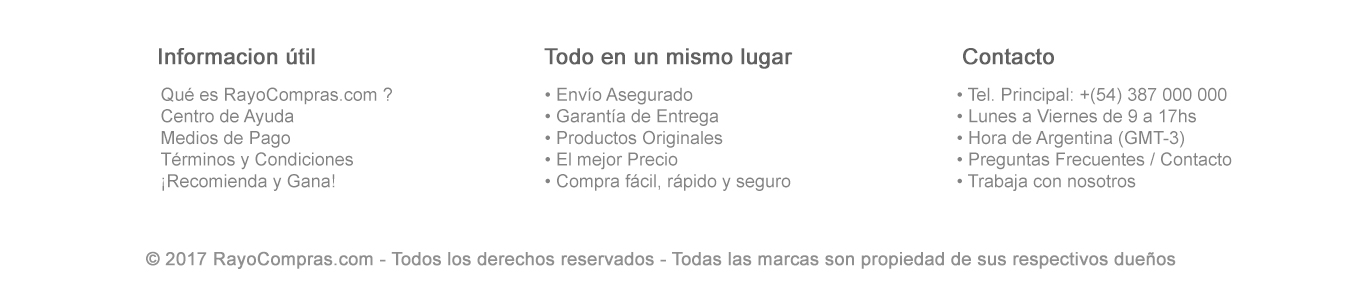 Informacion útil
Qué es RayoCompras.com ?
Centro de Ayuda
Medios de Pago
Términos y Condiciones
¡Recomienda y Gana!
Todo en un mismo lugar
• Envío Asegurado
• Garantía de Entrega
• Productos Originales
• El mejor Precio
• Compra fácil, rápido y seguro
Contacto
• Tel. Principal: +(54) 387 000 000
• Lunes a Viernes de 9 a 17hs
• Hora de Argentina (GMT-3)
• Preguntas Frecuentes / Contacto
• Trabaja con nosotros
© 2017 RayoCompras.com - Todos los derechos reservados - Todas las marcas son propiedad de sus respectivos dueños